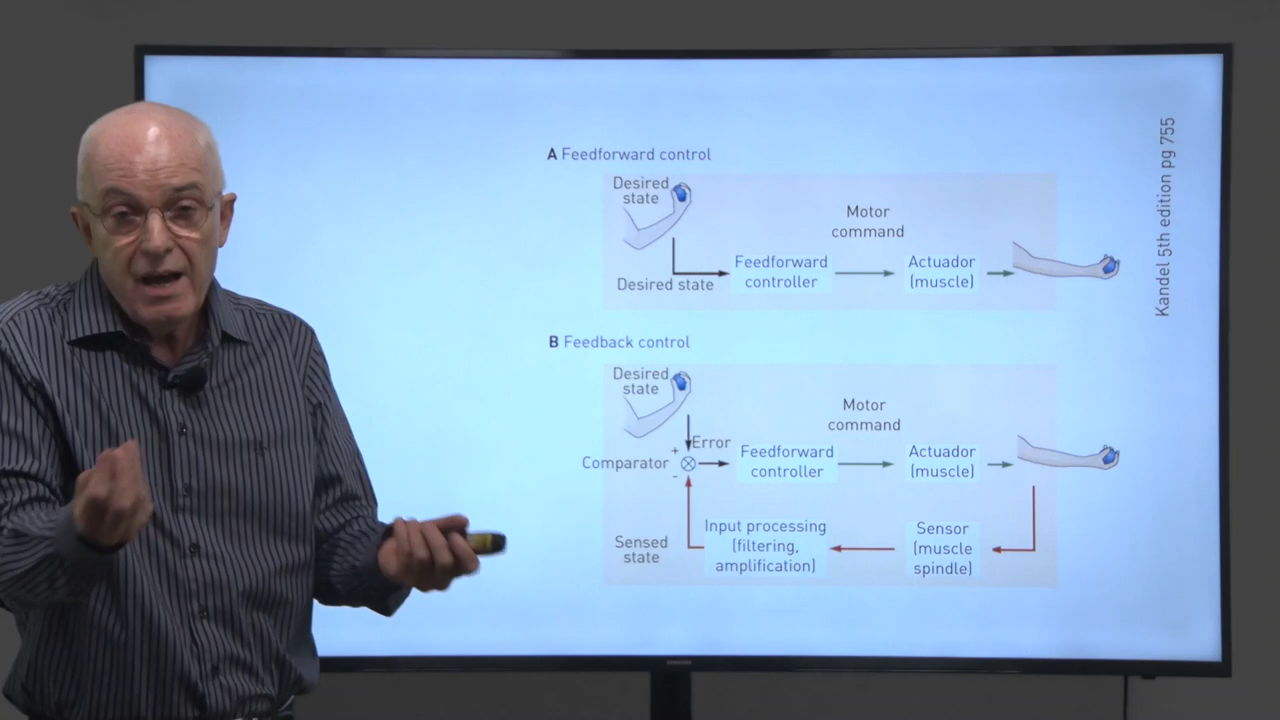 A Feedforward control
Desired
state
Motor
command
Desired state
Feedforward
controller
Actuador
(muscle)
B Feedback control
Desired
state
Motor
command
Error
+
Comparator
-
Feedforward
controller
Actuador
(muscle)
Sensed
state
Input processing
(filtering,
amplification)
Sensor
(muscle
spindle)
Kandel 5th edition pg 755
SAMSUNG